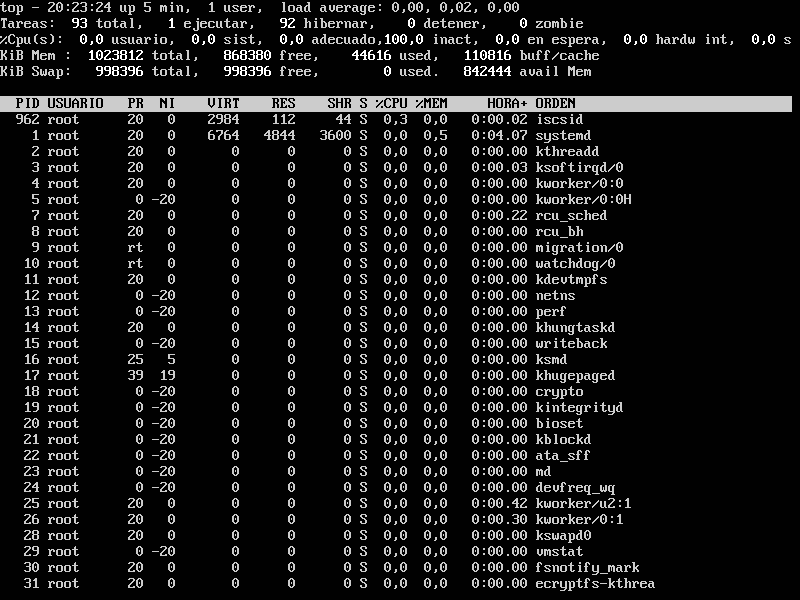 top - 20:23:24 up 5 min,  1 user,  load average: 0,00, 0,02, 0,00
Tareas:  93 total,   1 ejecutar,  92 hibernar,   0 detener,   0 zombie
%Cpu(s):  0,0 usuario,  0,0 sist,  0,0 adecuado,100,0 inact,  0,0 en espera,  0,0 hardw int,  0,0 s
KiB Mem :  1023812 total,   868380 free,    44616 used,   110816 buff/cache
KiB Swap:   998396 total,   998396 free,        0 used.   842444 avail Mem
PID USUARIO   PR  NI    VIRT    RES    SHR S %CPU %MEM     HORA+ ORDEN
962 root      20   0    2984    112     44 S  0,3  0,0   0:00.02 iscsid
1 root      20   0    6764   4844   3600 S  0,0  0,5   0:04.07 systemd
2 root      20   0       0      0      0 S  0,0  0,0   0:00.00 kthreadd
3 root      20   0       0      0      0 S  0,0  0,0   0:00.03 ksoftirqd/0
4 root      20   0       0      0      0 S  0,0  0,0   0:00.00 kworker/0:0
5 root       0 -20       0      0      0 S  0,0  0,0   0:00.00 kworker/0:0H
7 root      20   0       0      0      0 S  0,0  0,0   0:00.22 rcu_sched
8 root      20   0       0      0      0 S  0,0  0,0   0:00.00 rcu_bh
9 root      rt   0       0      0      0 S  0,0  0,0   0:00.00 migration/0
10 root      rt   0       0      0      0 S  0,0  0,0   0:00.00 watchdog/0
11 root      20   0       0      0      0 S  0,0  0,0   0:00.00 kdevtmpfs
12 root       0 -20       0      0      0 S  0,0  0,0   0:00.00 netns
13 root       0 -20       0      0      0 S  0,0  0,0   0:00.00 perf
14 root      20   0       0      0      0 S  0,0  0,0   0:00.00 khungtaskd
15 root       0 -20       0      0      0 S  0,0  0,0   0:00.00 writeback
16 root      25   5       0      0      0 S  0,0  0,0   0:00.00 ksmd
17 root      39  19       0      0      0 S  0,0  0,0   0:00.00 khugepaged
18 root       0 -20       0      0      0 S  0,0  0,0   0:00.00 crypto
19 root       0 -20       0      0      0 S  0,0  0,0   0:00.00 kintegrityd
20 root       0 -20       0      0      0 S  0,0  0,0   0:00.00 bioset
21 root       0 -20       0      0      0 S  0,0  0,0   0:00.00 kblockd
22 root       0 -20       0      0      0 S  0,0  0,0   0:00.00 ata_sff
23 root       0 -20       0      0      0 S  0,0  0,0   0:00.00 md
24 root       0 -20       0      0      0 S  0,0  0,0   0:00.00 devfreq_wq
25 root      20   0       0      0      0 S  0,0  0,0   0:00.42 kworker/u2:1
26 root      20   0       0      0      0 S  0,0  0,0   0:00.30 kworker/0:1
28 root      20   0       0      0      0 S  0,0  0,0   0:00.00 kswapd0
29 root       0 -20       0      0      0 S  0,0  0,0   0:00.00 vmstat
30 root      20   0       0      0      0 S  0,0  0,0   0:00.00 fsnotify_mark
31 root      20   0       0      0      0 S  0,0  0,0   0:00.00 ecryptfs-kthrea